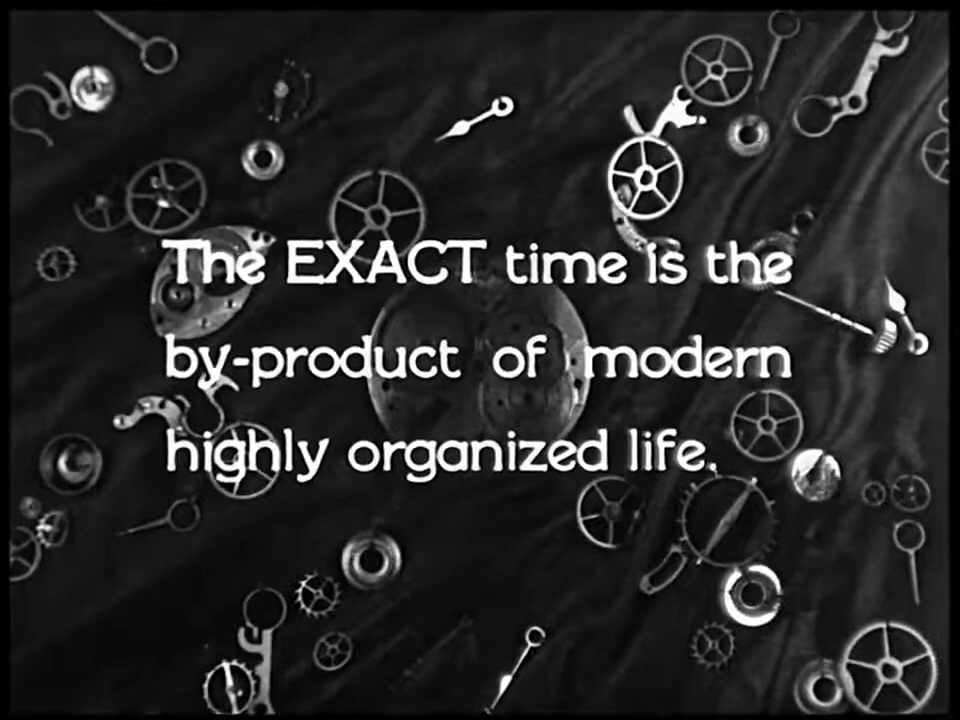 The EXACT time is the
by-product of modern
highly organized life.